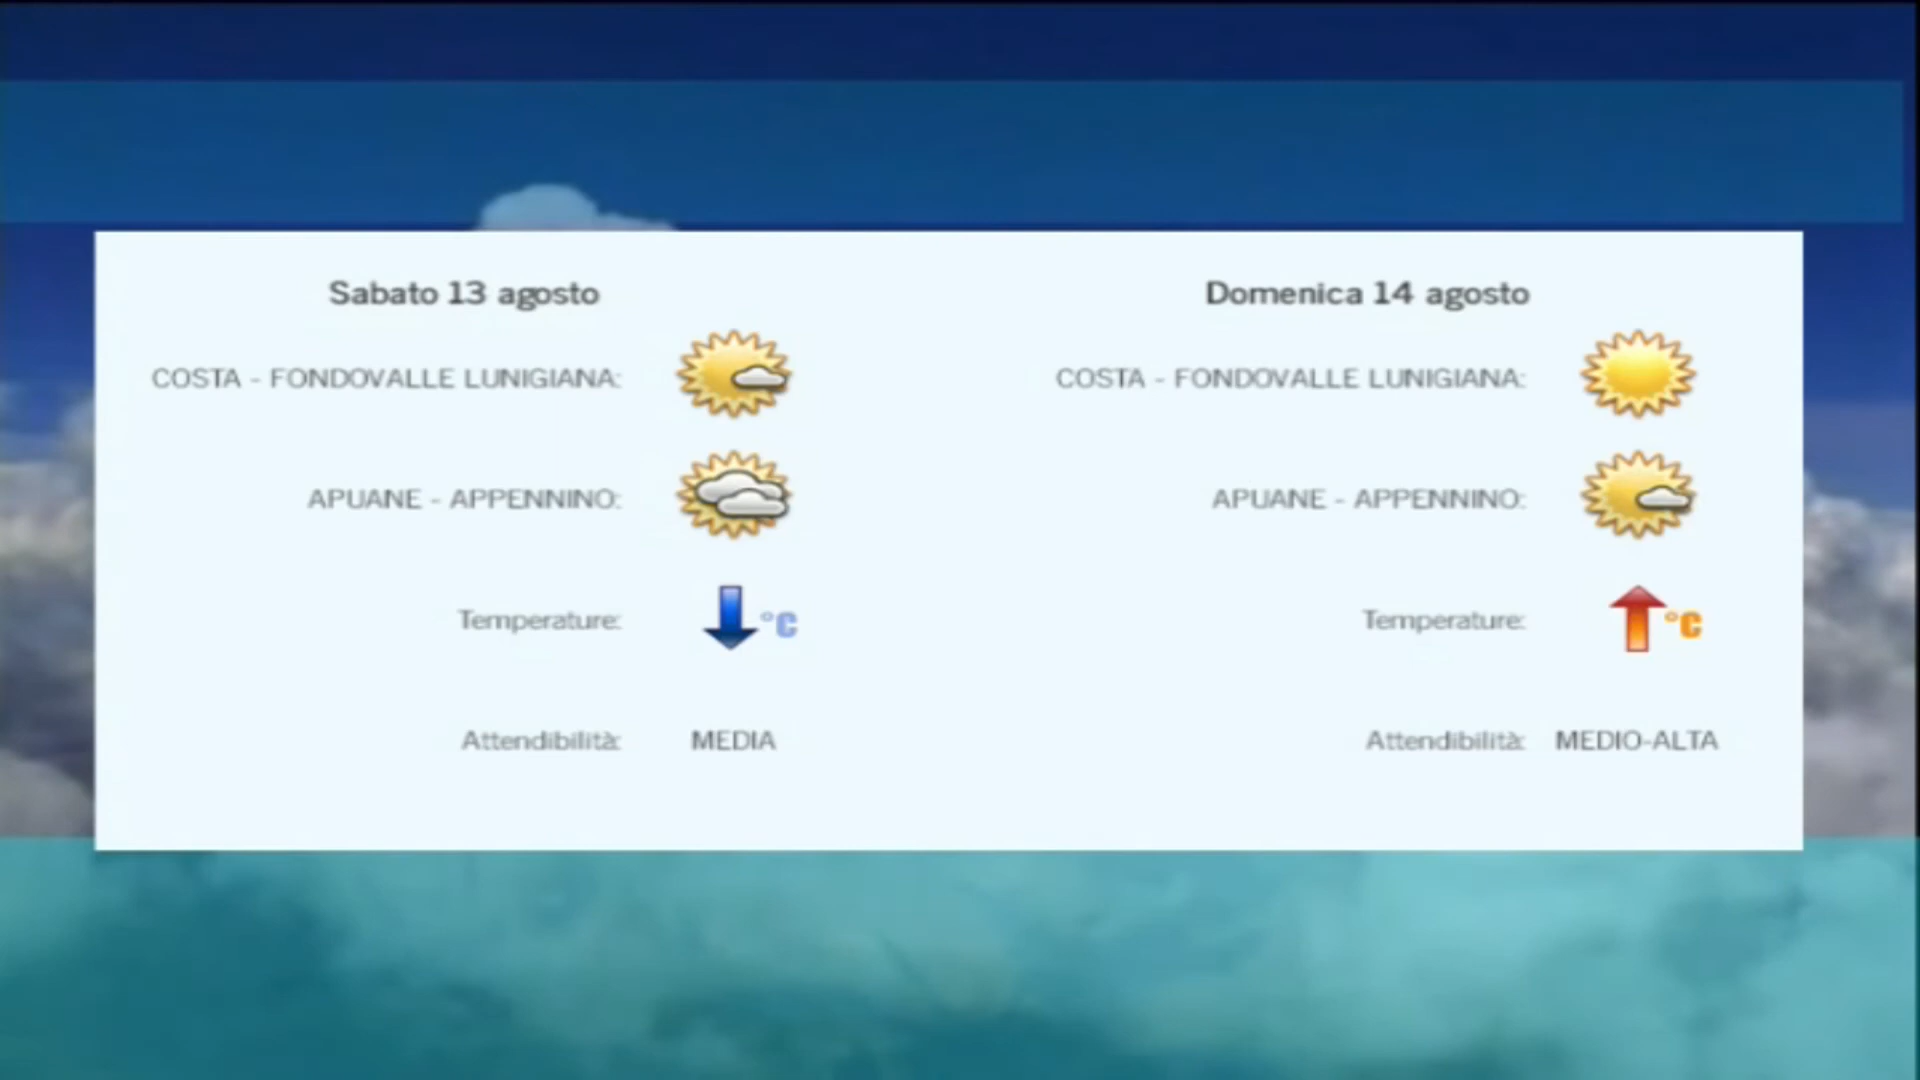 Sabato 13 agosto
COSTA - FONDOVALLE LUNIGIANA:
APUANE - APPENNINO:
Temperature:
°C
Attendibilità:
MEDIA
Domenica 14 agosto
COSTA - FONDOVALLE LUNIGIANA:
APUANE - APPENNINO:
Temperature:
°C
Attendibilità:
MEDIO-ALTA